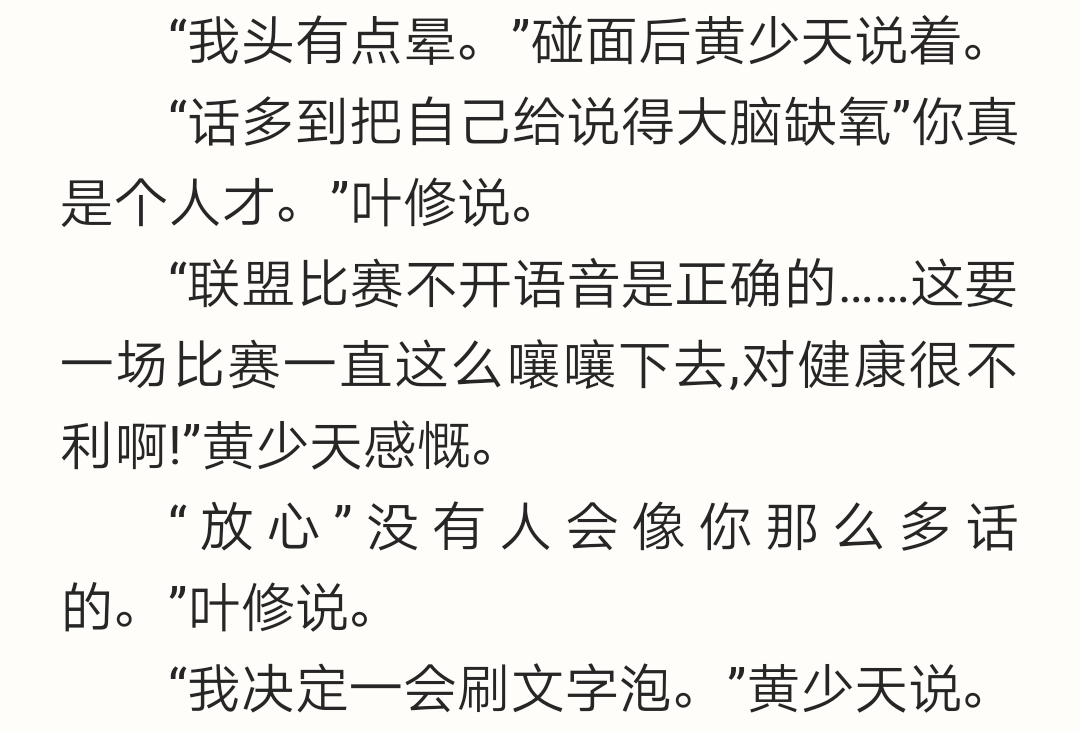 “我头有点晕。”碰面后黄少天说着。
“话多到把自己给说得大脑缺氧”你真
是个人才。”叶修说。
“联盟比赛不开语音是正确的……这要
一场比赛一直这么嚷嚷下去,对健康很不
利啊!”黄少天感慨。
“放心”没有人会像你那么多话
的。”叶修说。
“我决定一会刷文字泡。”黄少天说。